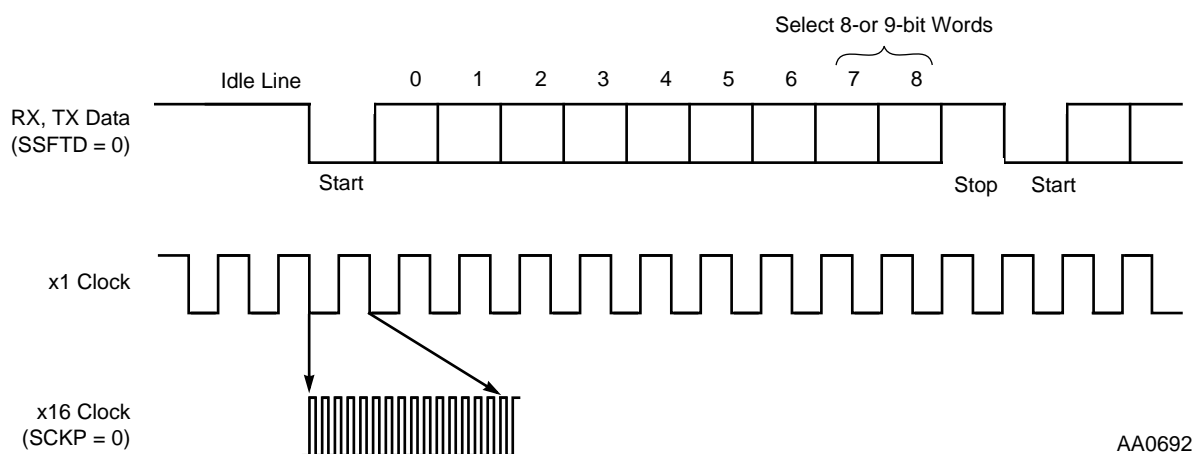 Select 8-or 9-bit Words
Idle Line 0 1 2 3 4 5 6 7 8
RX, TX Data
(SSFTD = 0)
Start Stop Start
x1 Clock
x16 Clock
(SCKP = 0)
AA0692